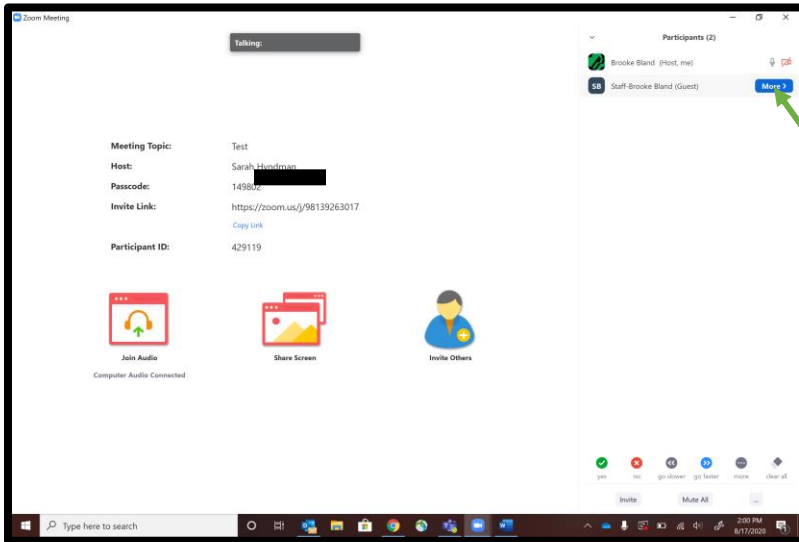 Zoom Meeting
Talking:
Participants (2)
Brooke Bland (Host, me)
SB Staff-Brooke Bland (Guest) More >
Meeting Topic: Test
Host: Sarah Hyndman
Passcode: 149802
Invite Link: https://zoom.us/j/98139263017
Copy Link
Participant ID: 429119
Join Audio
Share Screen
Invite Others
Computer Audio Connected
yes
no
go slower
go faster
more
clear all
Invite
Mute All
...
Type here to search
2:00 PM
8/17/2020